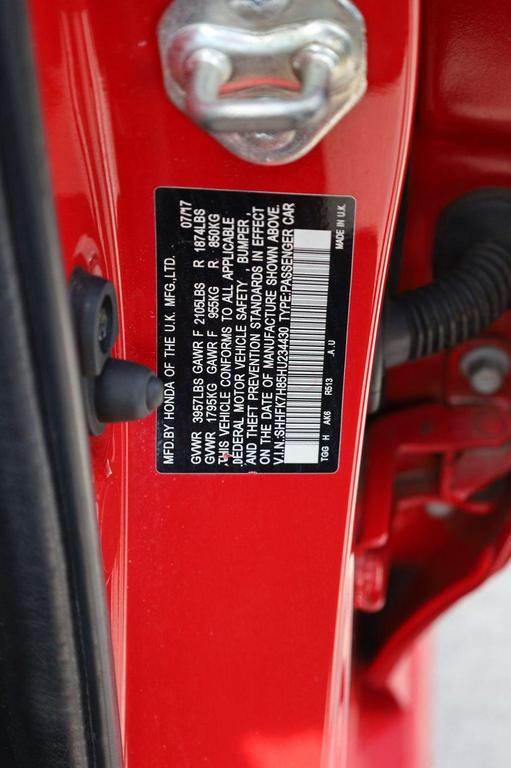 MFD.BY HONDA OF THE U.K. MFG.,LTD. 07/17
GVWR 3957LBS GAWR F 2105LBS R 1874LBS
GVWR 1795KG GAWR F 955KG R 850KG
THIS VEHICLE CONFORMS TO ALL APPLICABLE
FEDERAL MOTOR VEHICLE SAFETY , BUMPER ,
AND THEFT PREVENTION STANDARDS IN EFFECT
ON THE DATE OF MANUFACTURE SHOWN ABOVE.
V.I.N.:SHHFK7H85HU234430 TYPE:PASSENGER CAR
TGG H AK6 R513 .A.U MADE IN U.K.